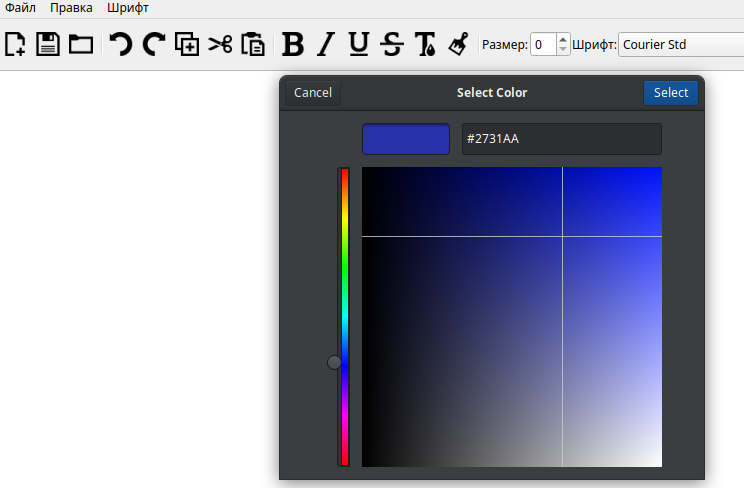 Файл Правка Шрифт
B I U S T Размер: 0 Шрифт: Courier Std
Cancel Select Color Select
#2731AA